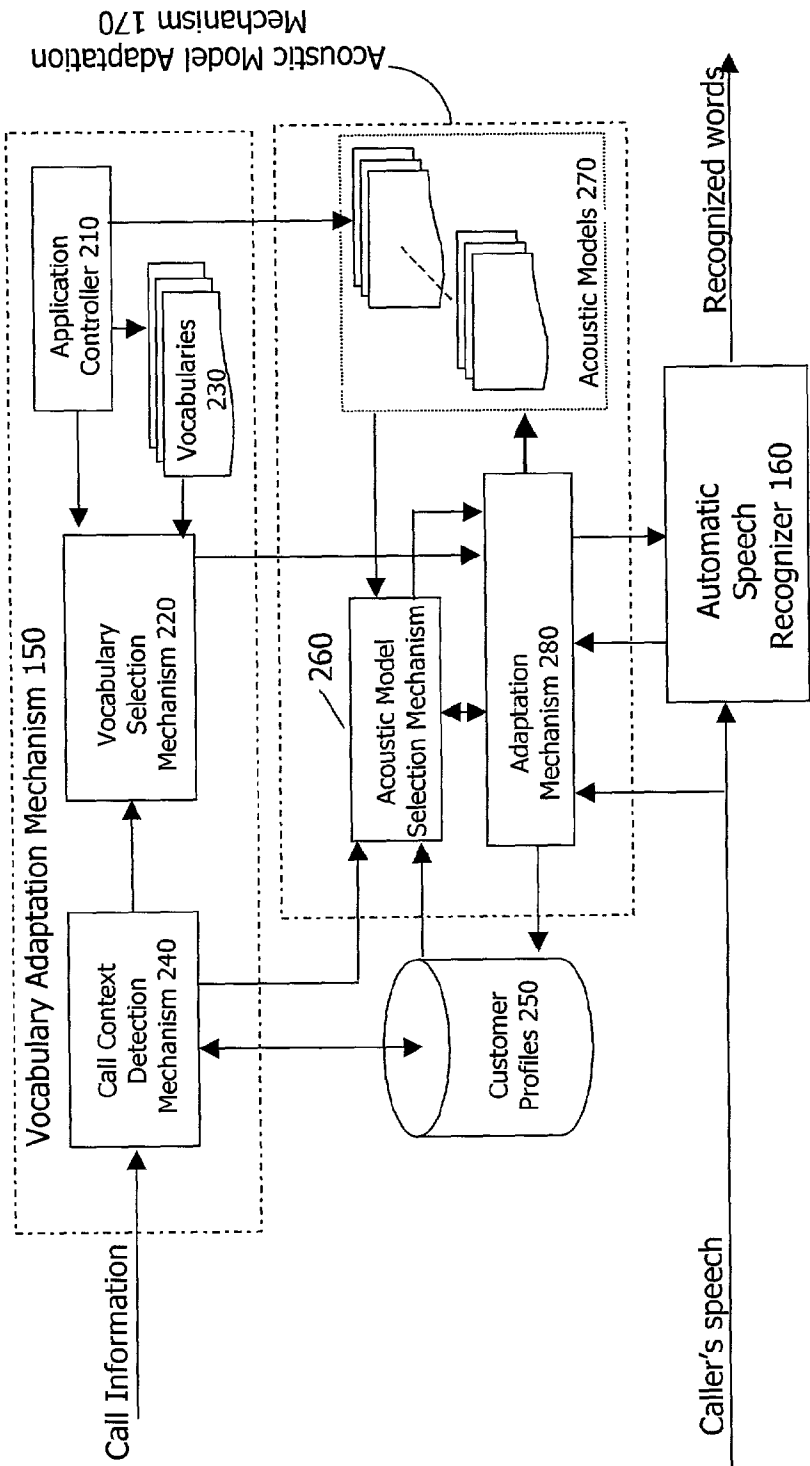 Acoustic Model Adaptation
Mechanism 170
Vocabulary Adaptation Mechanism 150
Call Information
Call Context
Detection
Mechanism 240
Vocabulary
Selection
Mechanism 220
Application
Controller 210
Vocabularies
230
260
Acoustic Model
Selection Mechanism
Acoustic Models 270
Customer
Profiles 250
Adaptation
Mechanism 280
Caller's speech
Automatic
Speech
Recognizer 160
Recognized words